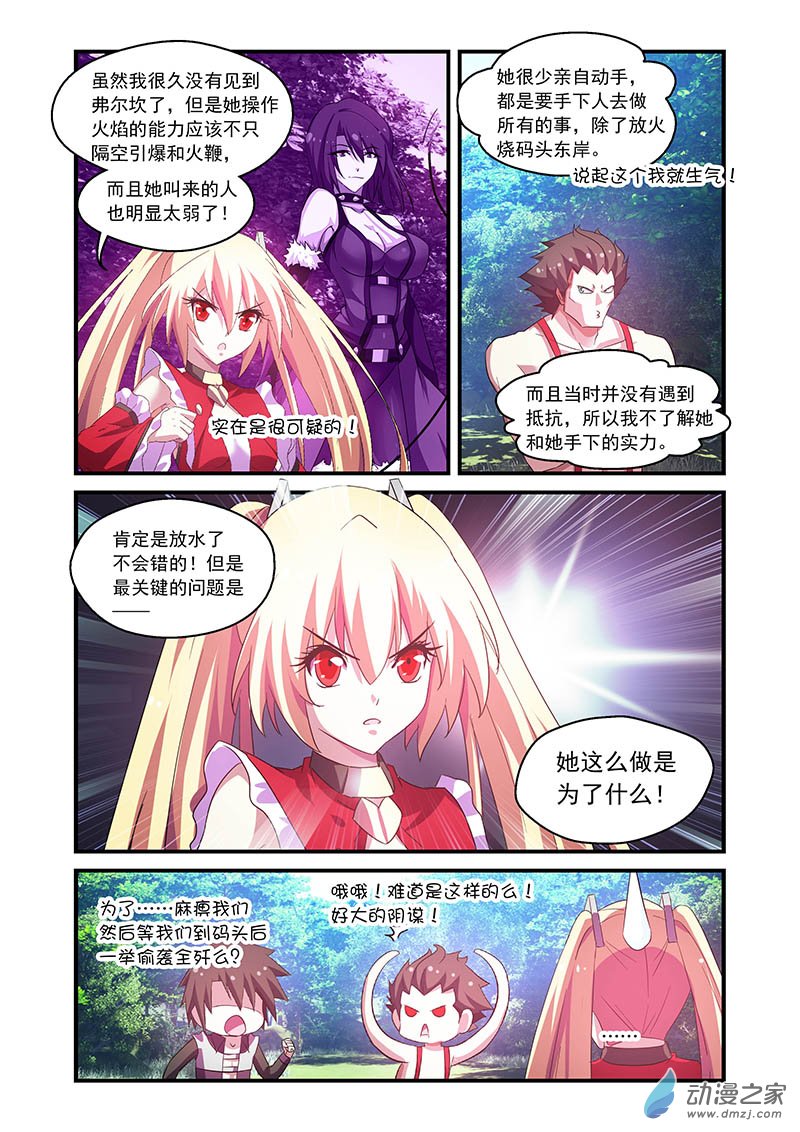 虽然我很久没有见到
弗尔坎了，但是她操作
火焰的能力应该不只
隔空引爆和火鞭，
而且她叫来的人
也明显太弱了！
实在是很可疑的！
她很少亲自动手，
都是要手下人去做
所有的事，除了放火
烧码头东岸。
说起这个我就生气！
而且当时并没有遇到
抵抗，所以我不了解她
和她手下的实力。
肯定是放水了
不会错的！但是
最关键的问题是
——
她这么做是
为了什么！
为了……麻痹我们
然后等我们到码头后
一举偷袭全歼么？
哦哦！难道是这样的么！
好大的阴谋！
……
动漫之家
www.dmzj.com